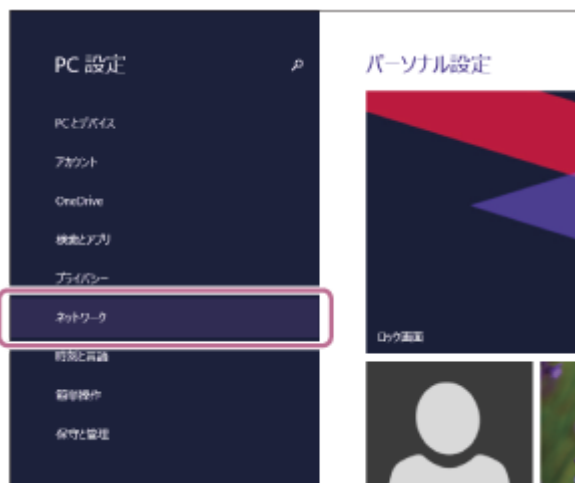 PC 設定
パーソナル設定
PCとデバイス
アカウント
OneDrive
検索とアプリ
プライバシー
ネットワーク
時刻と言語
簡単操作
保守と管理
ロック画面